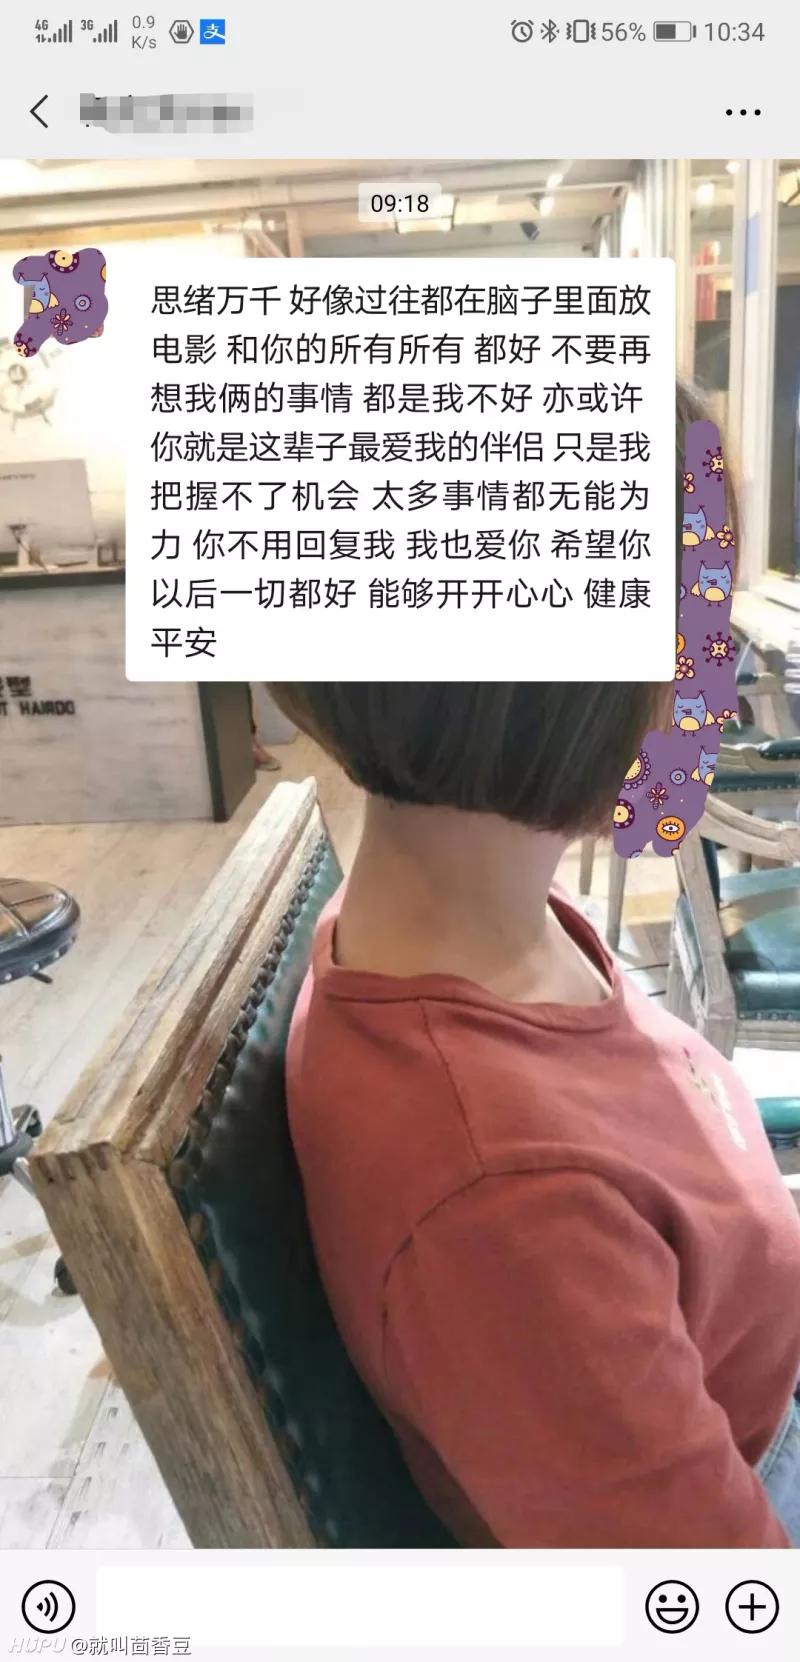 4G 3G 0.9 K/s 支 56% 10:34
09:18
思绪万千 好像过往都在脑子里面放
电影 和你的所有所有 都好 不要再
想我俩的事情 都是我不好 亦或许
你就是这辈子最爱我的伴侣 只是我
把握不了机会 太多事情都无能为
力 你不用回复我 我也爱你 希望你
以后一切都好 能够开开心心 健康
平安
HAIRDO
HUPU @就叫茴香豆